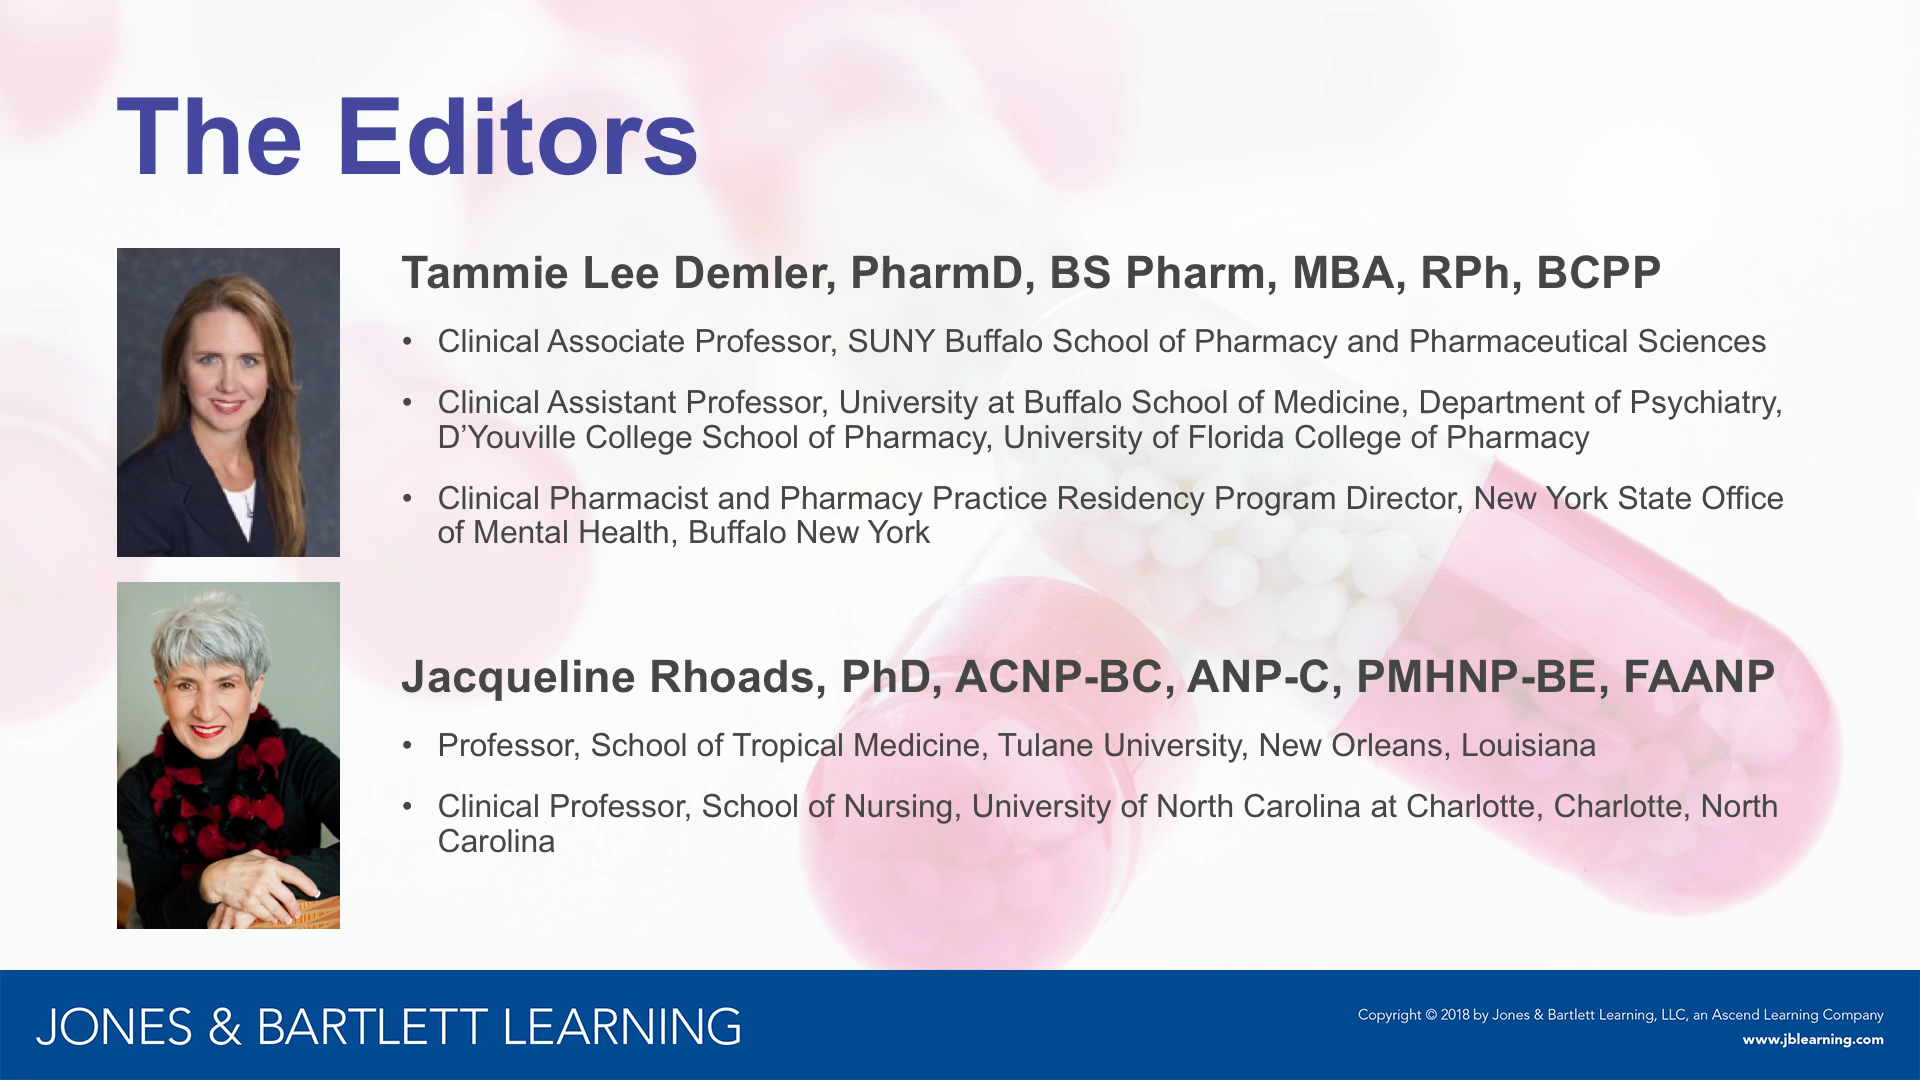 The Editors
Tammie Lee Demler, PharmD, BS Pharm, MBA, RPh, BCPP
• Clinical Associate Professor, SUNY Buffalo School of Pharmacy and Pharmaceutical Sciences
• Clinical Assistant Professor, University at Buffalo School of Medicine, Department of Psychiatry,
D’Youville College School of Pharmacy, University of Florida College of Pharmacy
• Clinical Pharmacist and Pharmacy Practice Residency Program Director, New York State Office
of Mental Health, Buffalo New York
Jacqueline Rhoads, PhD, ACNP-BC, ANP-C, PMHNP-BE, FAANP
• Professor, School of Tropical Medicine, Tulane University, New Orleans, Louisiana
• Clinical Professor, School of Nursing, University of North Carolina at Charlotte, Charlotte, North
Carolina
JONES & BARTLETT LEARNING
Copyright © 2018 by Jones & Bartlett Learning, LLC, an Ascend Learning Company
www.jblearning.com